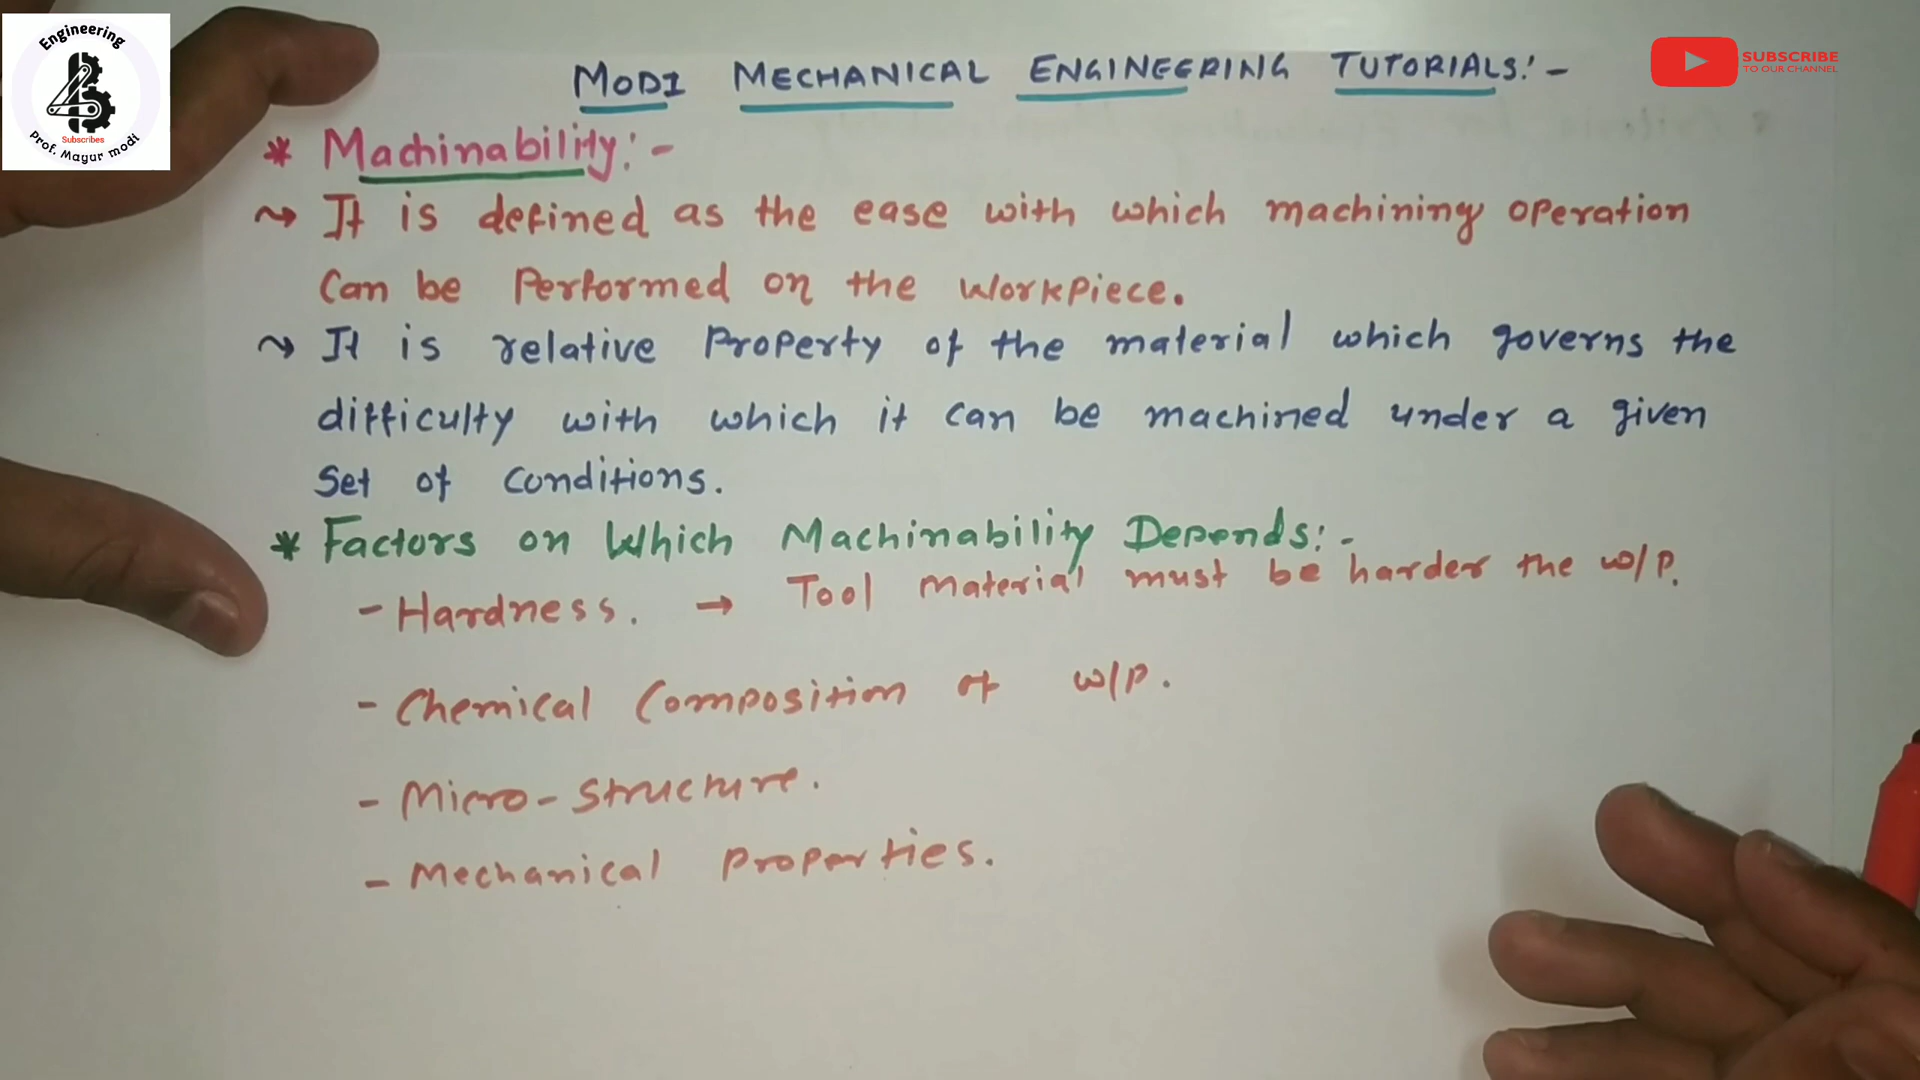 Engineering
Subscribes
Prof. Mayur modi
SUBSCRIBE
TO OUR CHANNEL
MODI MECHANICAL ENGINEERING TUTORIALS:-
* Machinability:-
~> It is defined as the ease with which machining operation
Can be Performed on the workpiece.
~> It is relative Property of the material which governs the
difficulty with which it can be machined under a given
Set of Conditions.
* Factors on Which Machinability Depends:-
- Hardness. → Tool material must be harder the w/p.
- Chemical Composition of w/p.
- Micro-structure.
- Mechanical Properties.